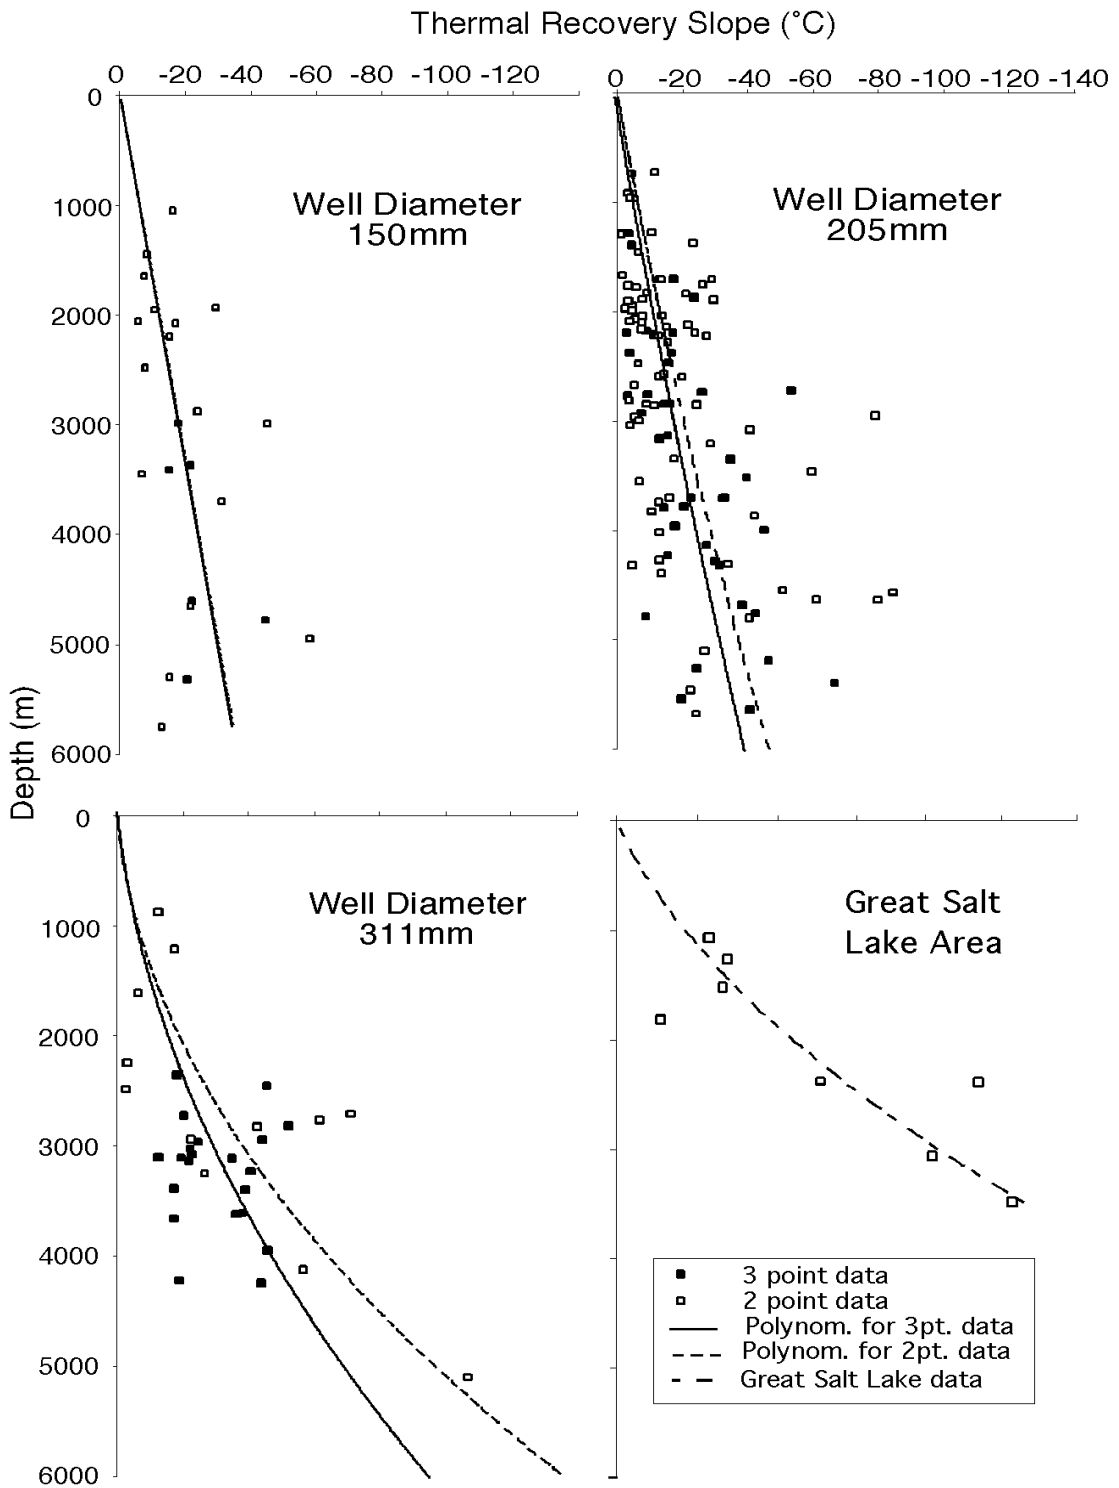 Thermal Recovery Slope (°C)
0 -20 -40 -60 -80 -100 -120
0 -20 -40 -60 -80 -100 -120 -140
0
1000
2000
3000
4000
5000
6000
Well Diameter
150mm
Well Diameter
205mm
Depth (m)
0
1000
2000
3000
4000
5000
6000
Well Diameter
311mm
Great Salt
Lake Area
3 point data
2 point data
Polynom. for 3pt. data
Polynom. for 2pt. data
Great Salt Lake data